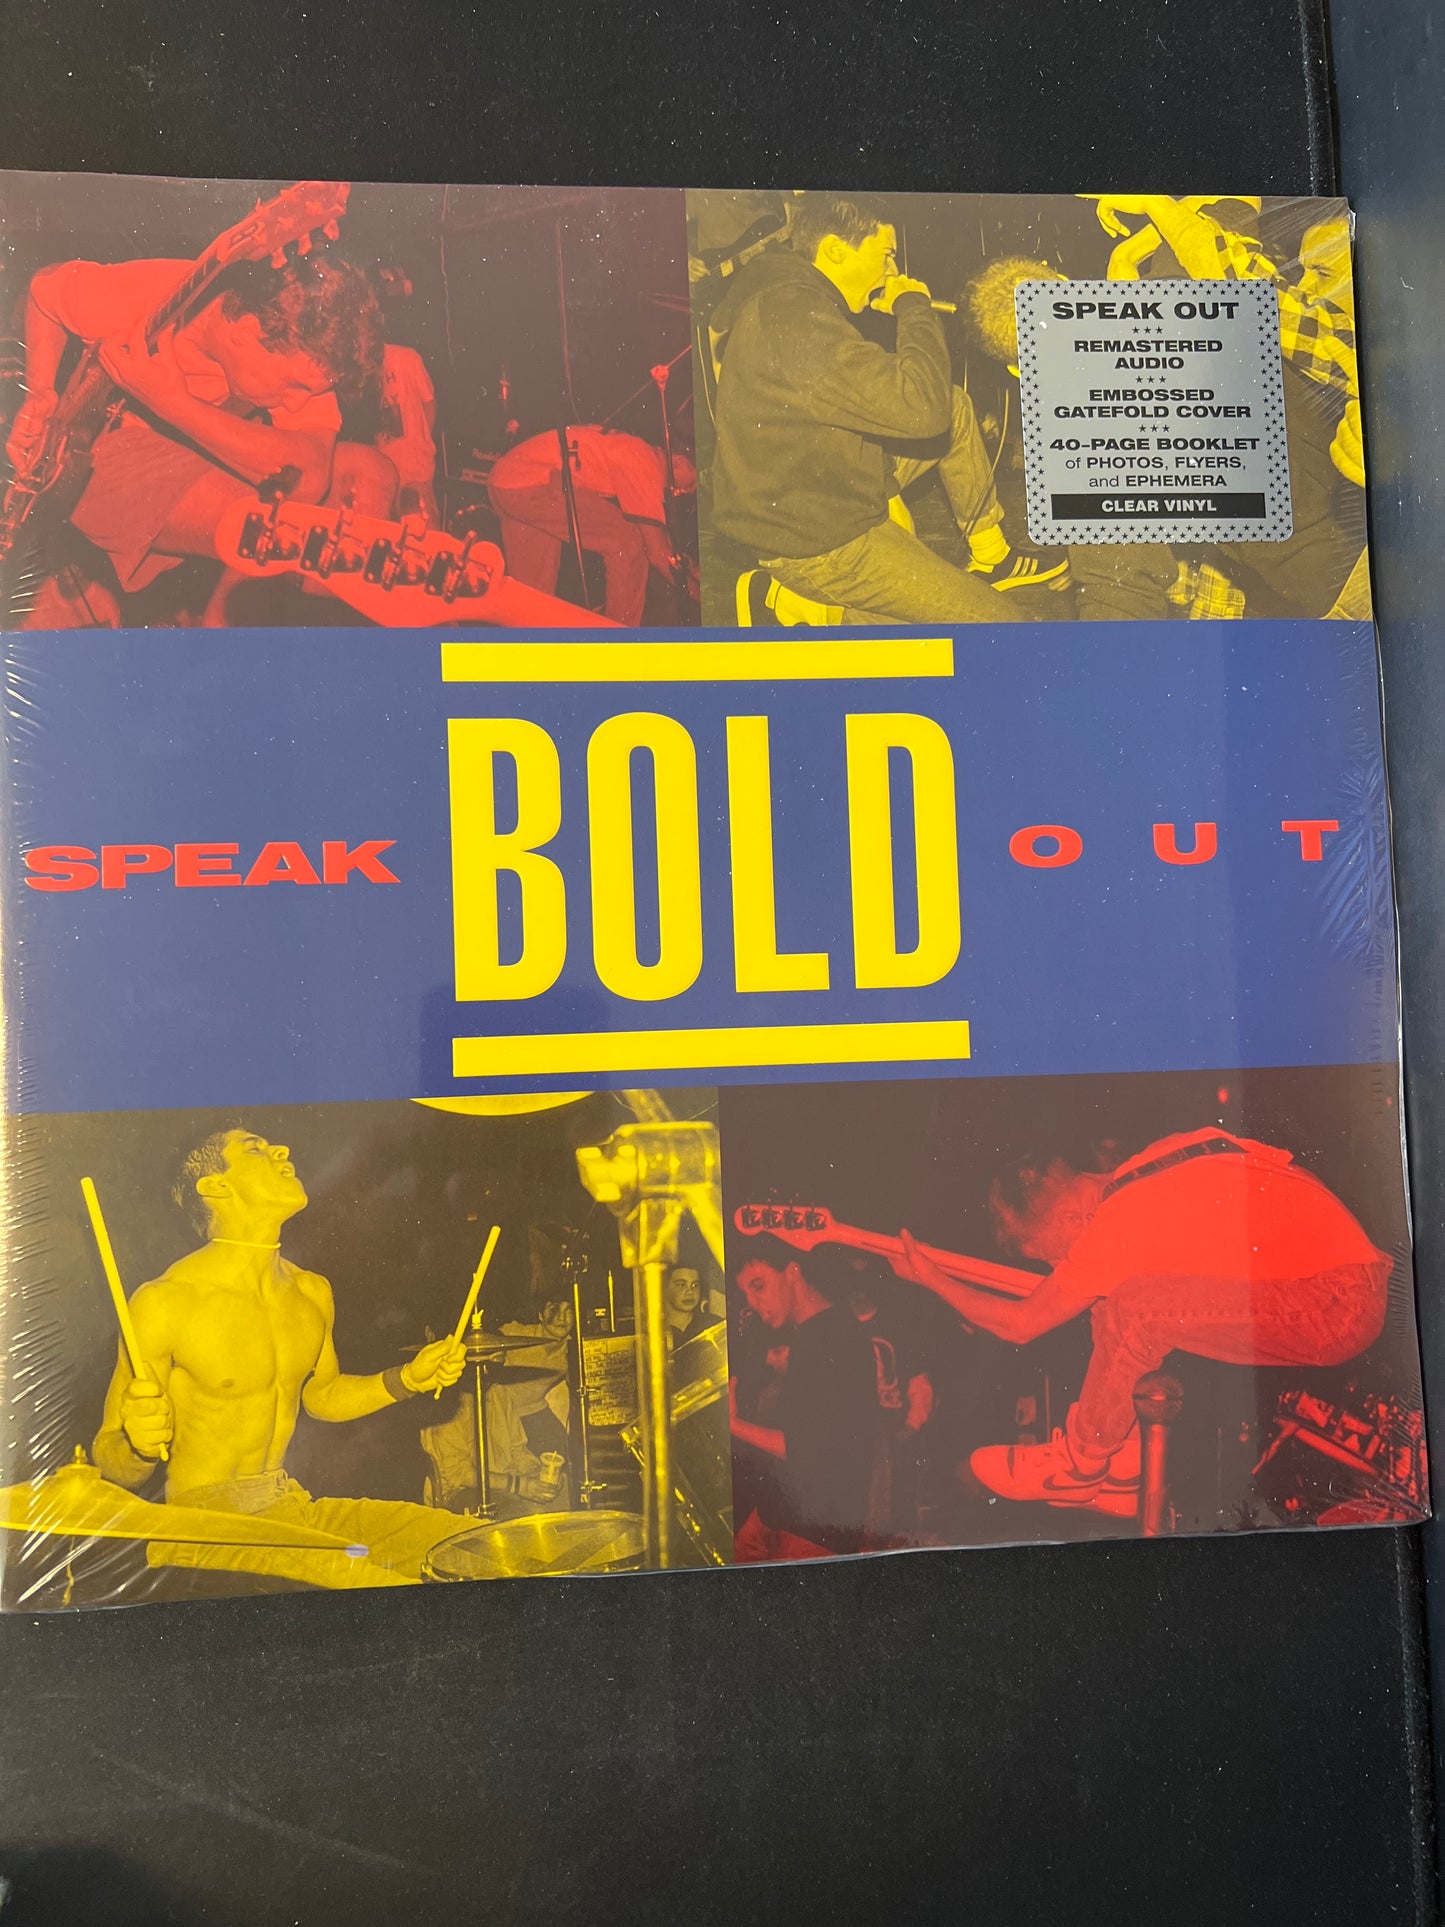 SPEAK OUT
REMASTERED
AUDIO
EMBOSSED
GATEFOLD COVER
40-PAGE BOOKLET
of PHOTOS, FLYERS,
and EPHEMERA
CLEAR VINYL
Randall
SPEAK BOLD OUT